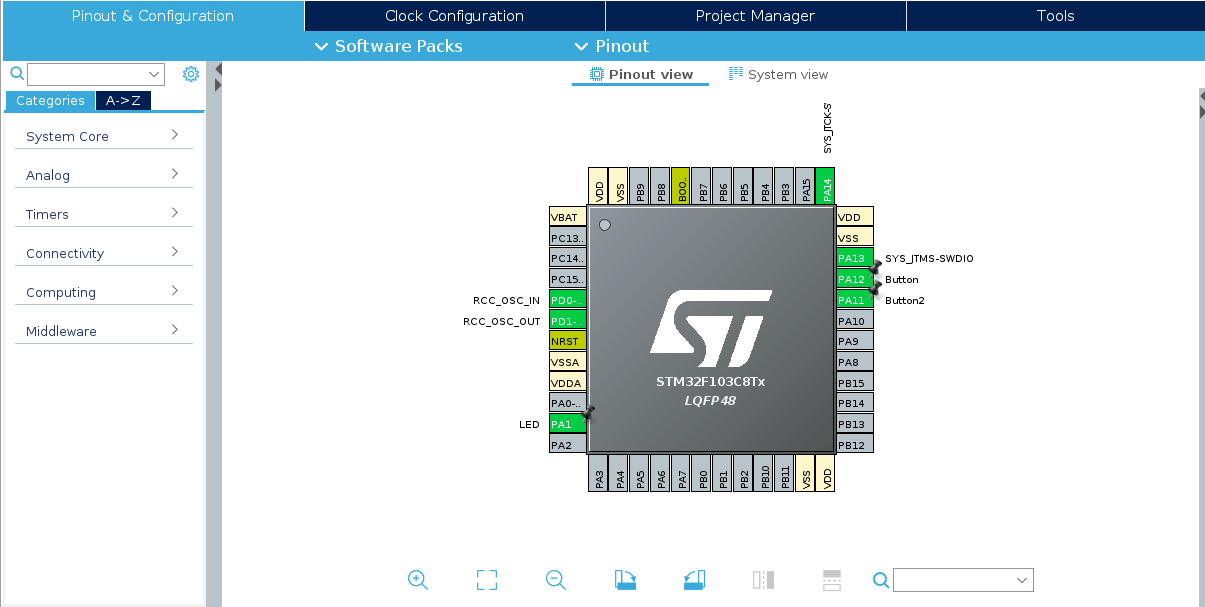 Pinout & Configuration
Clock Configuration
Project Manager
Tools
Software Packs
Pinout
Pinout view
System view
Categories
A->Z
System Core
Analog
Timers
Connectivity
Computing
Middleware
SYS_JTCK-S
VDD
VSS
PB9
PB8
BOO..
PB7
PB6
PB5
PB4
PB3
PA15
PA14
VBAT
PC13..
PC14..
PC15..
RCC_OSC_IN PD0-..
RCC_OSC_OUT PD1-..
NRST
VSSA
VDDA
PA0-..
LED PA1
PA2
ST
STM32F103C8Tx
LQFP48
VDD
VSS
PA13 SYS_JTMS-SWDIO
PA12 Button
PA11 Button2
PA10
PA9
PA8
PB15
PB14
PB13
PB12
PA3
PA4
PA5
PA6
PA7
PB0
PB1
PB2
PB10
PB11
VSS
VDD